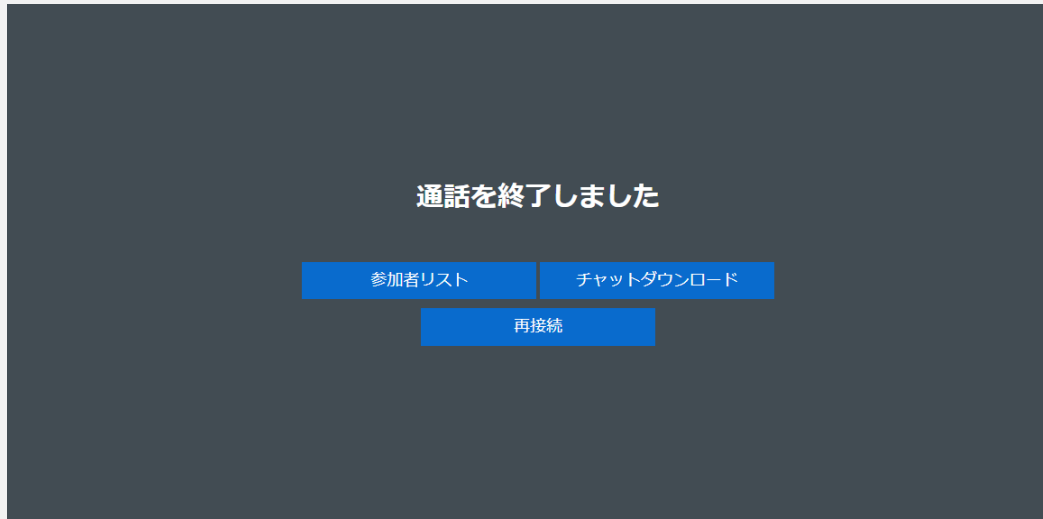 通話を終了しました
参加者リスト
チャットダウンロード
再接続